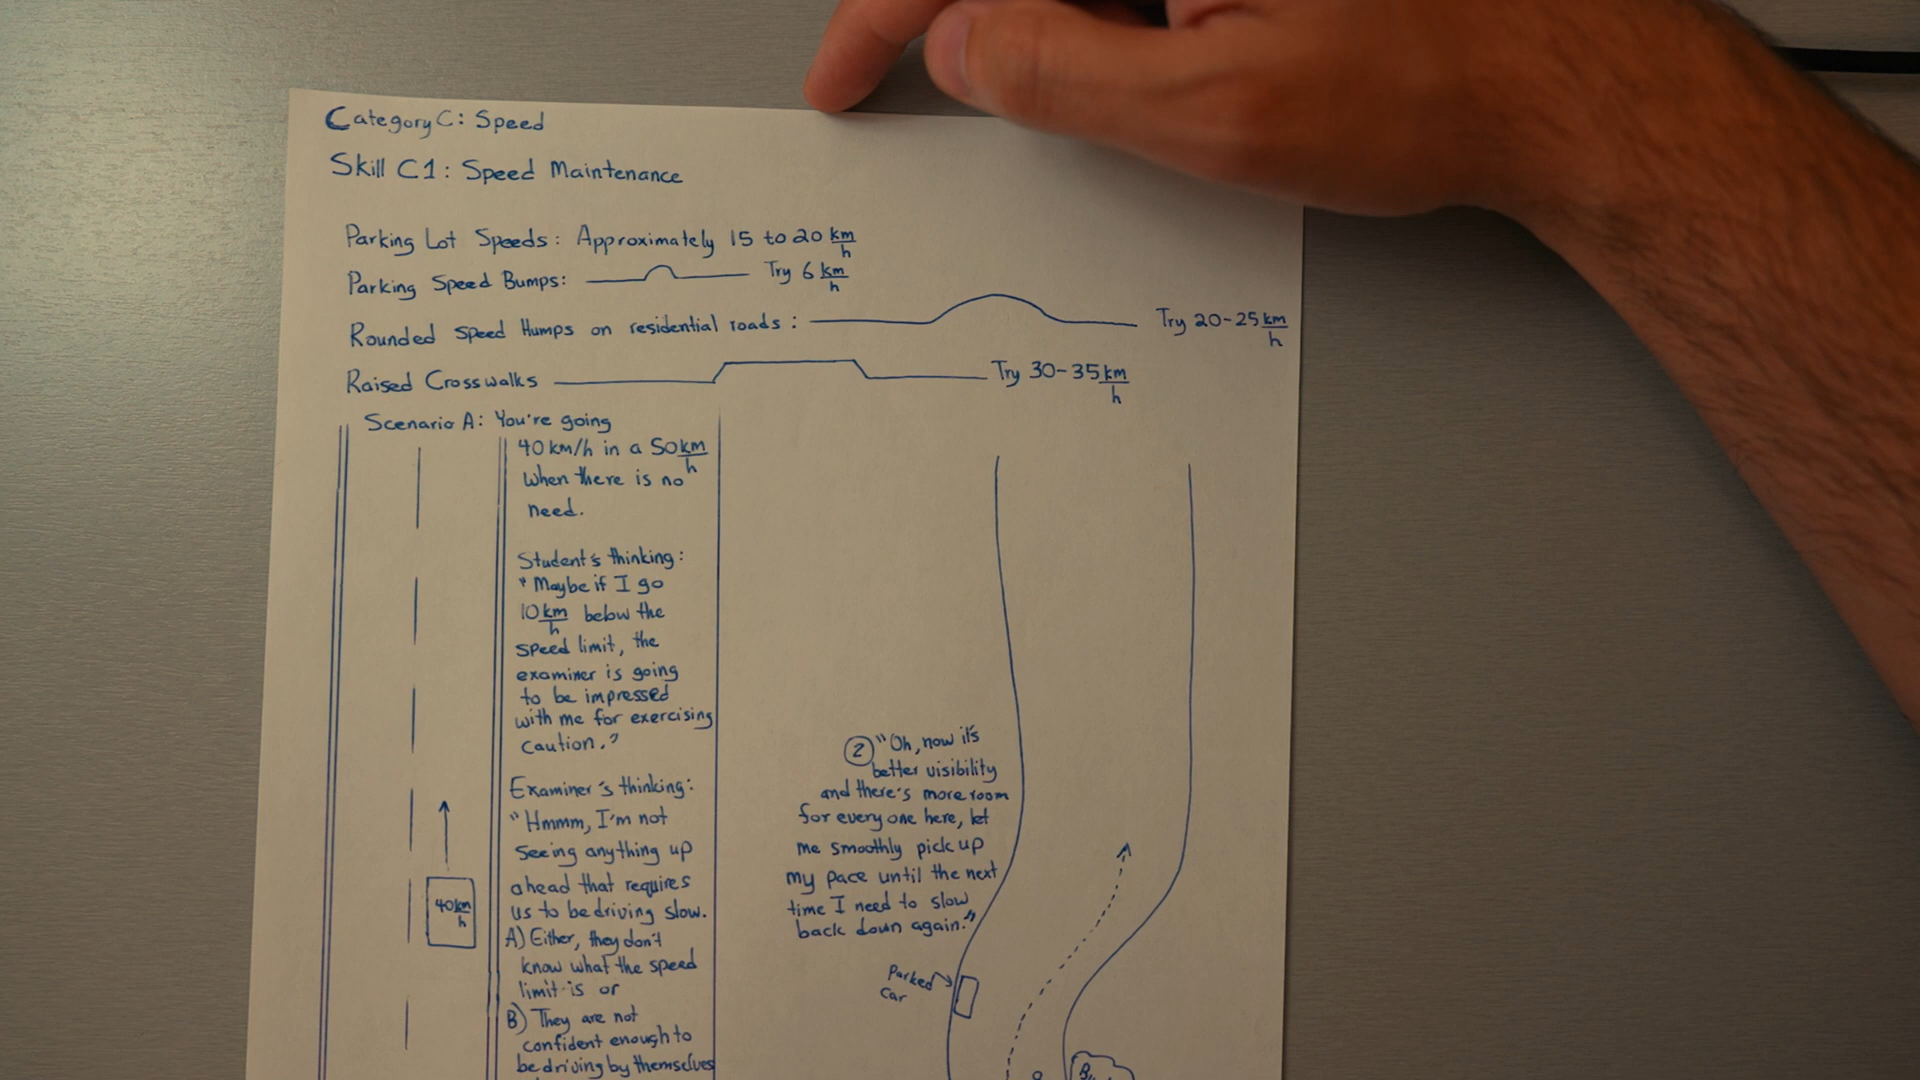 Category C: Speed
Skill C1: Speed Maintenance
Parking Lot Speeds: Approximately 15 to 20 km/h
Parking Speed Bumps: Try 6 km/h
Rounded Speed Humps on residential roads: Try 20-25 km/h
Raised Crosswalks Try 30-35 km/h
Scenario A: You're going
40 km/h in a 50 km/h
when there is no
need.
Student's thinking:
"Maybe if I go
10 km/h below the
speed limit, the
examiner is going
to be impressed
with me for exercising
caution."
Examiner's thinking:
"Hmmm, I'm not
seeing anything up
ahead that requires
us to be driving slow.
A) Either, they don't
know what the speed
limit is or
B) They are not
confident enough to
be driving by themselves
40 km/h
2 "Oh, now it's
better visibility
and there's more room
for everyone here, let
me smoothly pick up
my pace until the next
time I need to slow
back down again."
Parked
Car